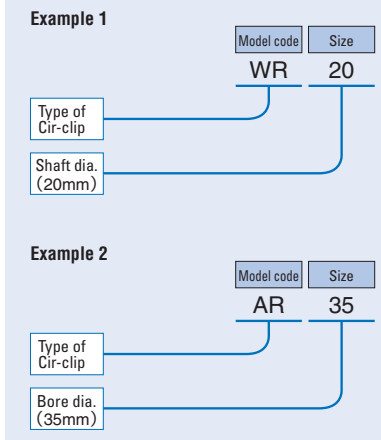 Example 1
Model code Size
WR 20
Type of
Cir-clip
Shaft dia.
(20mm)
Example 2
Model code Size
AR 35
Type of
Cir-clip
Bore dia.
(35mm)